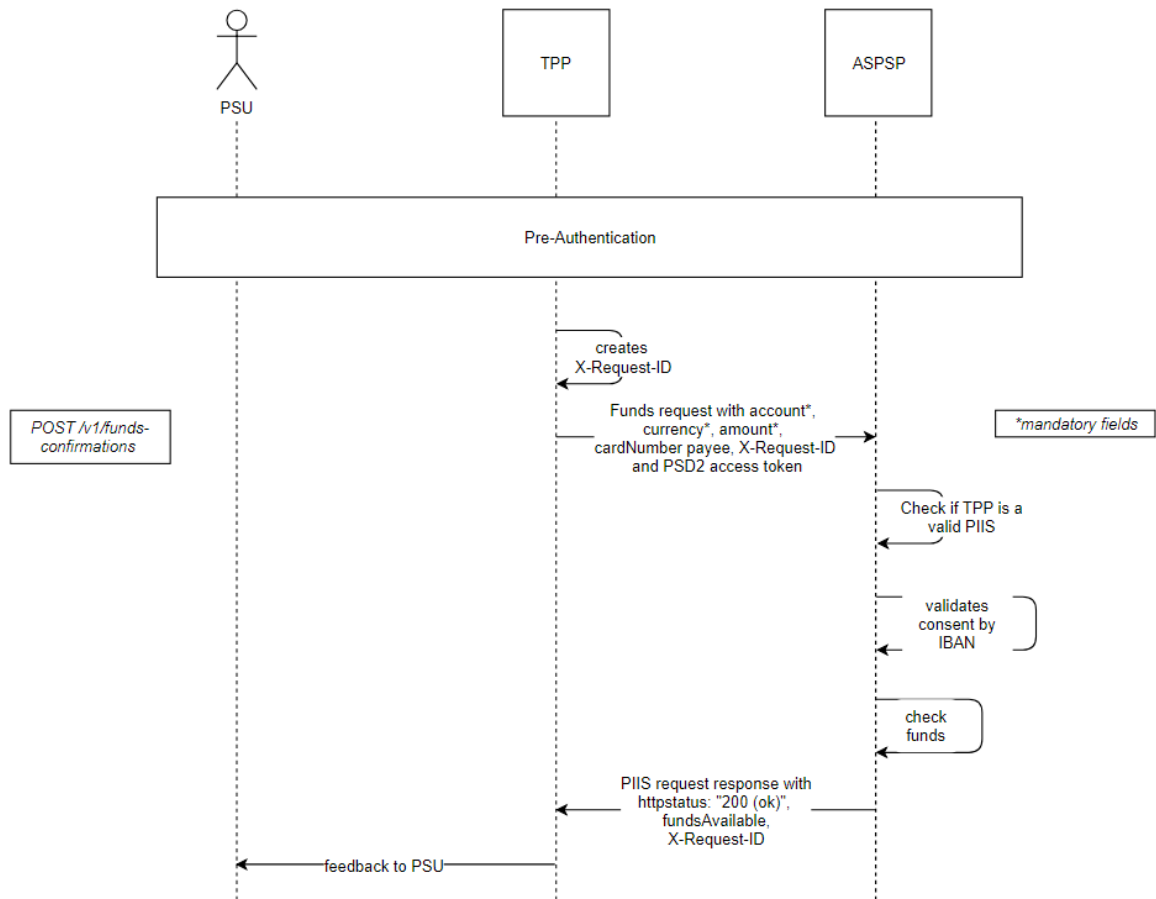 PSU
TPP
ASPSP
Pre-Authentication
creates
X-Request-ID
POST /v1/funds-
confirmations
Funds request with account*,
currency*, amount*,
cardNumber payee, X-Request-ID
and PSD2 access token
*mandatory fields
Check if TPP is a
valid PIIS
validates
consent by
IBAN
check
funds
PIIS request response with
httpstatus: "200 (ok)",
fundsAvailable,
X-Request-ID
feedback to PSU